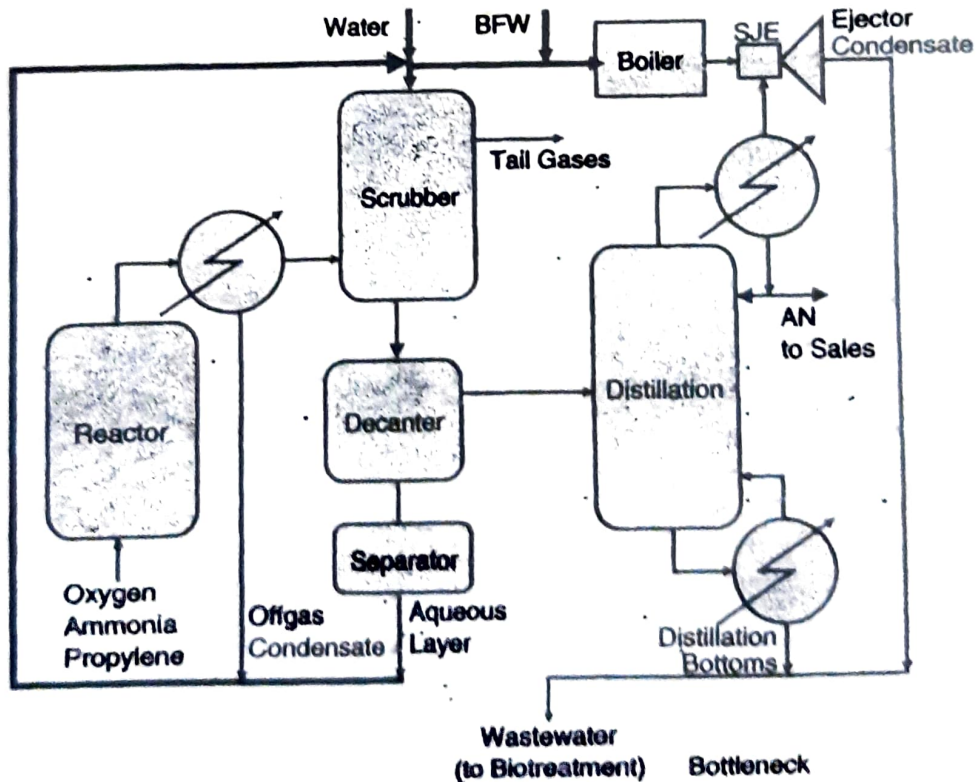 Water
BFW
Boiler
SJE
Ejector
Condensate
Scrubber
Tail Gases
Reactor
Decanter
Distillation
AN
to Sales
Separator
Oxygen
Ammonia
Propylene
Offgas
Condensate
Aqueous
Layer
Distillation
Bottoms
Wastewater
(to Biotreatment)
Bottleneck